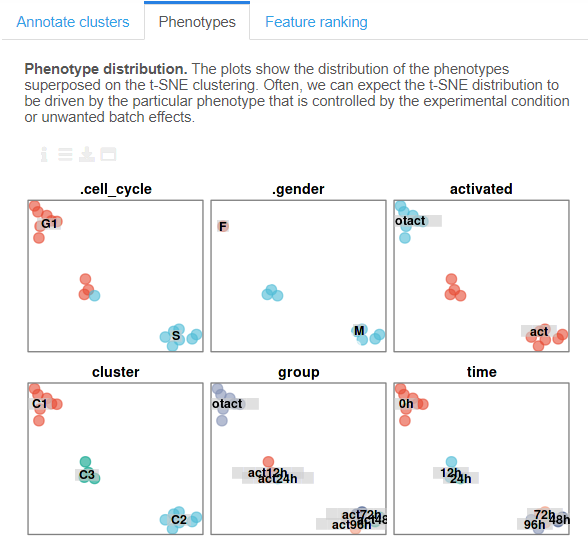 Annotate clusters Phenotypes Feature ranking
Phenotype distribution. The plots show the distribution of the phenotypes
superposed on the t-SNE clustering. Often, we can expect the t-SNE distribution to
be driven by the particular phenotype that is controlled by the experimental condition
or unwanted batch effects.
.cell_cycle .gender activated
G1 F otact
S M act
cluster group time
C1 otact 0h
C3 act12h 12h
act24h 24h
act72h 72h
C2 act48 48h
act96h 96h